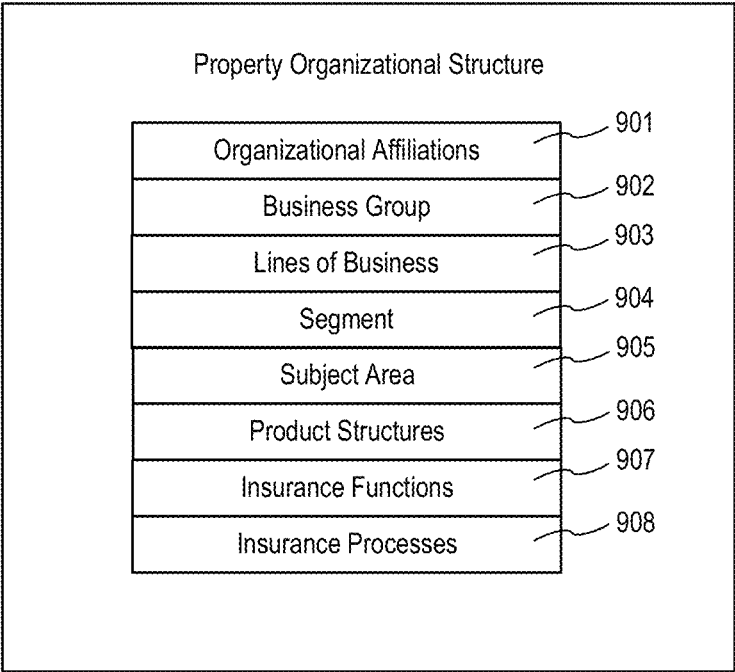 Property Organizational Structure
Organizational Affiliations
901
Business Group
902
Lines of Business
903
Segment
904
Subject Area
905
Product Structures
906
Insurance Functions
907
Insurance Processes
908